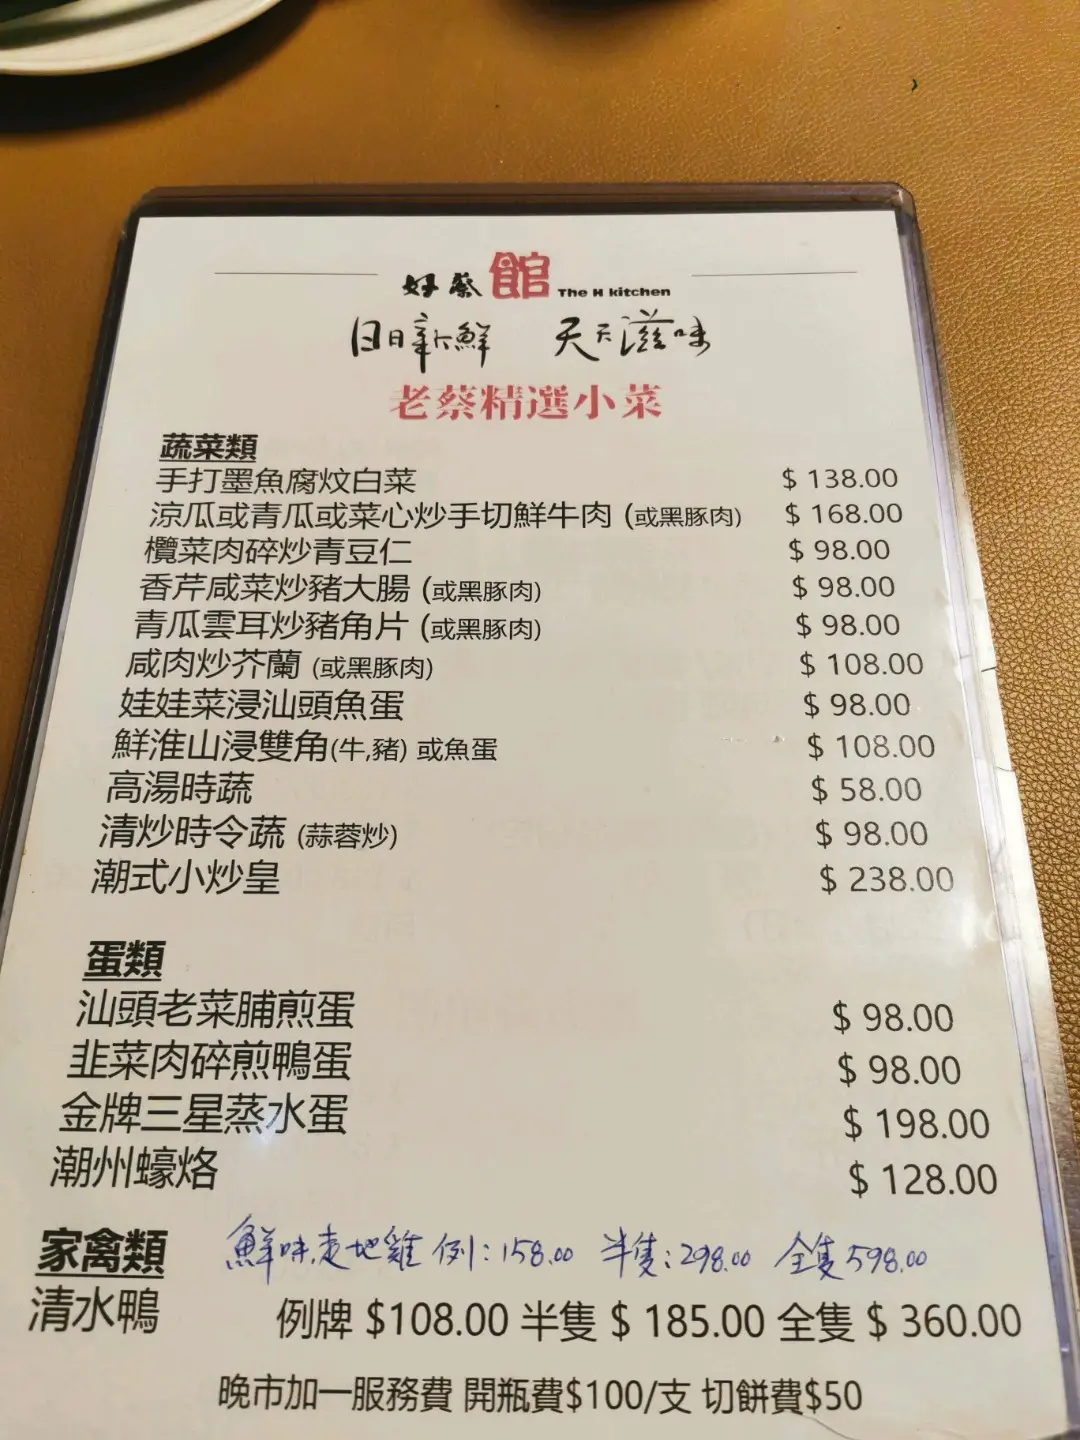 好蔡館 The H kitchen
日日新鮮 天天滋味
老蔡精選小菜
蔬菜類
手打墨魚腐炆白菜 $ 138.00
涼瓜或青瓜或菜心炒手切鮮牛肉 (或黑豚肉) $ 168.00
欖菜肉碎炒青豆仁 $ 98.00
香芹咸菜炒豬大腸 (或黑豚肉) $ 98.00
青瓜雲耳炒豬角片 (或黑豚肉) $ 98.00
咸肉炒芥蘭 (或黑豚肉) $ 108.00
娃娃菜浸汕頭魚蛋 $ 98.00
鮮淮山浸雙角(牛,豬) 或魚蛋 $ 108.00
高湯時蔬 $ 58.00
清炒時令蔬 (蒜蓉炒) $ 98.00
潮式小炒皇 $ 238.00
蛋類
汕頭老菜脯煎蛋 $ 98.00
韭菜肉碎煎鴨蛋 $ 98.00
金牌三星蒸水蛋 $ 198.00
潮州蠔烙 $ 128.00
家禽類 鮮味走地雞 例:158.00 半隻:298.00 全隻598.00
清水鴨 例牌 $108.00 半隻 $ 185.00 全隻 $ 360.00
晚市加一服務費 開瓶費$100/支 切餅費$50